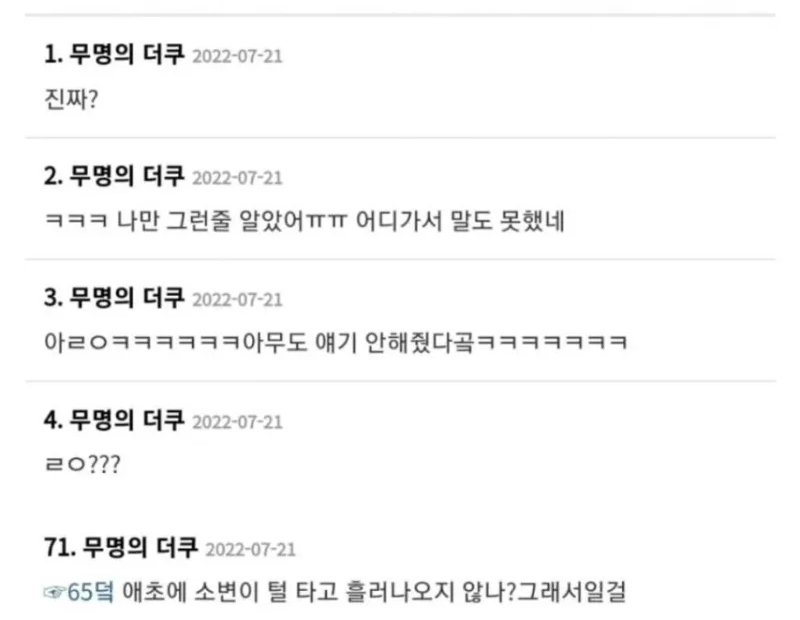 1. 무명의 더쿠 2022-07-21
진짜?
2. 무명의 더쿠 2022-07-21
ㅋㅋㅋ 나만 그런줄 알았어ㅠㅠ 어디가서 말도 못했네
3. 무명의 더쿠 2022-07-21
아ㄹㅇㅋㅋㅋㅋㅋㅋ아무도 얘기 안해줬다곸ㅋㅋㅋㅋㅋㅋㅋ
4. 무명의 더쿠 2022-07-21
ㄹㅇ???
71. 무명의 더쿠 2022-07-21
☞65덬 애초에 소변이 털 타고 흘러나오지 않나?그래서일걸